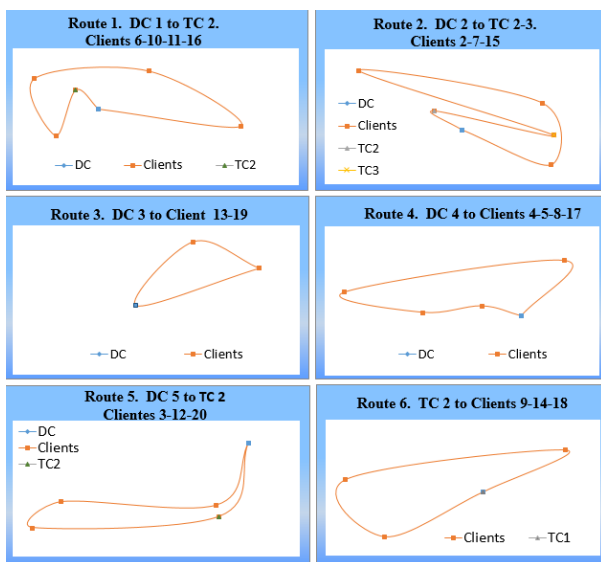 Route 1. DC 1 to TC 2.
Clients 6-10-11-16
DC Clients TC2
Route 2. DC 2 to TC 2-3.
Clients 2-7-15
DC
Clients
TC2
TC3
Route 3. DC 3 to Client 13-19
DC Clients
Route 4. DC 4 to Clients 4-5-8-17
DC Clients
Route 5. DC 5 to TC 2
Clientes 3-12-20
DC
Clients
TC2
Route 6. TC 2 to Clients 9-14-18
Clients TC1